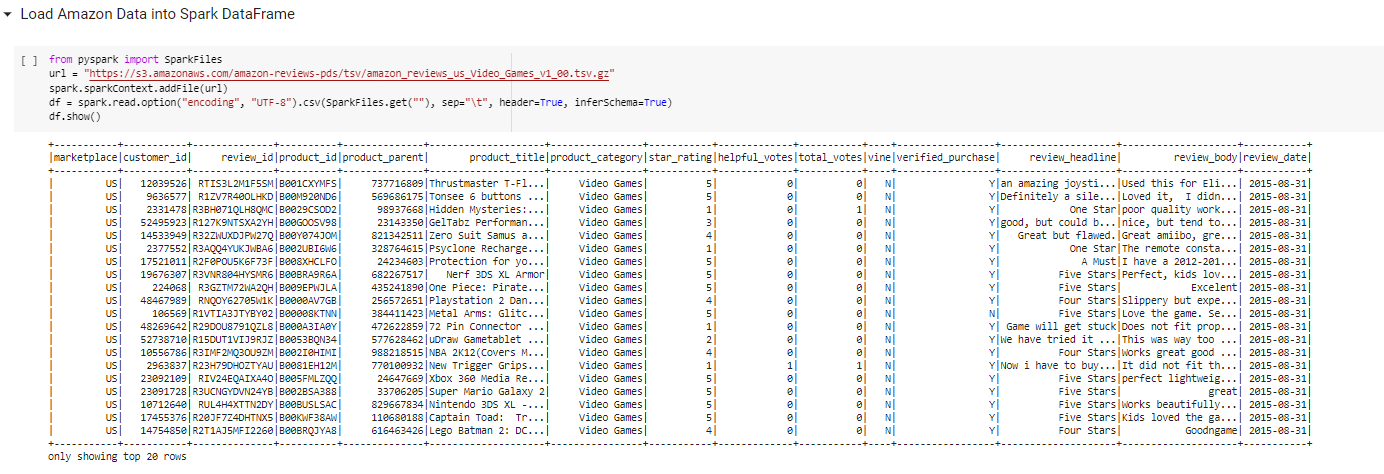 Load Amazon Data into Spark DataFrame
[ ] from pyspark import SparkFiles
url = "https://s3.amazonaws.com/amazon-reviews-pds/tsv/amazon_reviews_us_Video_Games_v1_00.tsv.gz"
spark.sparkContext.addFile(url)
df = spark.read.option("encoding", "UTF-8").csv(SparkFiles.get(""), sep="\t", header=True, inferSchema=True)
df.show()
+-----------+-----------+--------------+----------+--------------+--------------------+----------------+-----------+-------------+-----------+----+-----------------+--------------------+--------------------+-----------+
|marketplace|customer_id|     review_id|product_id|product_parent|       product_title|product_category|star_rating|helpful_votes|total_votes|vine|verified_purchase|     review_headline|         review_body|review_date|
+-----------+-----------+--------------+----------+--------------+--------------------+----------------+-----------+-------------+-----------+----+-----------------+--------------------+--------------------+-----------+
|         US|   12039526| RTIS3L2M1F5SM|B001CXYMFS|     737716809|Thrustmaster T-Fl...|     Video Games|          5|            0|          0|   N|                Y|an amazing joysti...|Used this for Eli...| 2015-08-31|
|         US|    9636577| R1ZV7R40OLHKD|B00M920ND6|     569686175|Tonsee 6 buttons ...|     Video Games|          5|            0|          0|   N|                Y|Definitely a sile...|Loved it,  I didn...| 2015-08-31|
|         US|    2331478|R3BH071QLH8QMC|B0029CSOD2|      98937668|Hidden Mysteries:...|     Video Games|          1|            0|          1|   N|                Y|            One Star|poor quality work...| 2015-08-31|
|         US|   52495923|R127K9NTSXA2YH|B00GOOSV98|      23143350|GelTabz Performan...|     Video Games|          3|            0|          0|   N|                Y|good, but could b...|nice, but tend to...| 2015-08-31|
|         US|   14533949|R32ZWUXDJPW27Q|B00Y074JOM|     821342511|Zero Suit Samus a...|     Video Games|          4|            0|          0|   N|                Y|   Great but flawed.|Great amiibo, gre...| 2015-08-31|
|         US|    2377552|R3AQQ4YUKJWBA6|B002UBI6W6|     328764615|Psyclone Recharge...|     Video Games|          1|            0|          0|   N|                Y|            One Star|The remote consta...| 2015-08-31|
|         US|   17521011|R2F0POU5K6F73F|B008XHCLFO|      24234603|Protection for yo...|     Video Games|          5|            0|          0|   N|                Y|              A Must|I have a 2012-201...| 2015-08-31|
|         US|   19676307|R3VNR804HYSMR6|B00BRA9R6A|     682267517|   Nerf 3DS XL Armor|     Video Games|          5|            0|          0|   N|                Y|          Five Stars|Perfect, kids lov...| 2015-08-31|
|         US|     224068|R3GZTM72WA2QH|B009EPWJLA|     435241890|One Piece: Pirate...|     Video Games|          5|            0|          0|   N|                Y|          Five Stars|            Excelent| 2015-08-31|
|         US|   48467989| RNQOY62705W1K|B0000AV7GB|     256572651|Playstation 2 Dan...|     Video Games|          4|            0|          0|   N|                Y|          Four Stars|Slippery but expe...| 2015-08-31|
|         US|     106569|R1VTIA3JTYBY02|B00008KTNN|     384411423|Metal Arms: Glitc...|     Video Games|          5|            0|          0|   N|                N|          Five Stars|Love the game. Se...| 2015-08-31|
|         US|   48269642|R29DOU8791QZL8|B000A3IA0Y|     472622859|72 Pin Connector ...|     Video Games|          1|            0|          0|   N|                Y| Game will get stuck|Does not fit prop...| 2015-08-31|
|         US|   52738710|R15DUT1VIJ9RJZ|B0053BQN34|     577628462|uDraw Gametablet ...|     Video Games|          2|            0|          0|   N|                Y|We have tried it ...|This was way too ...| 2015-08-31|
|         US|   10556786|R3IMF2MQ3OU9ZM|B002I0HIMI|     988218515|NBA 2K12(Covers M...|     Video Games|          4|            0|          0|   N|                Y|          Four Stars|Works great good ...| 2015-08-31|
|         US|    2963837|R23H79DHOZTYAU|B0081EH12M|     770100932|New Trigger Grips...|     Video Games|          1|            1|          1|   N|                Y|Now i have to buy...|It did not fit th...| 2015-08-31|
|         US|   23092109| RIV24EQAIXA4O|B005FMLZQQ|      24647669|Xbox 360 Media Re...|     Video Games|          5|            0|          0|   N|                Y|          Five Stars|perfect lightweig...| 2015-08-31|
|         US|   23091728|R3UCNGYDVN24YB|B002BSA388|      33706205|Super Mario Galaxy 2|     Video Games|          5|            0|          0|   N|                Y|          Five Stars|               great| 2015-08-31|
|         US|   10712640| RUL4H4XTTN2DY|B00BUSLSAC|     829667834|Nintendo 3DS XL -...|     Video Games|          5|            0|          0|   N|                Y|          Five Stars|Works beautifully...| 2015-08-31|
|         US|   17455376|R20JF7Z4DHTNX5|B00KWF38AW|     110680188|Captain Toad:  Tr...|     Video Games|          5|            0|          0|   N|                Y|          Five Stars|Kids loved the ga...| 2015-08-31|
|         US|   14754850|R2T1AJ5MFI2260|B00BRQJYA8|     616463426|Lego Batman 2: DC...|     Video Games|          4|            0|          0|   N|                Y|          Four Stars|            Goodngame| 2015-08-31|
+-----------+-----------+--------------+----------+--------------+--------------------+----------------+-----------+-------------+-----------+----+-----------------+--------------------+--------------------+-----------+
only showing top 20 rows